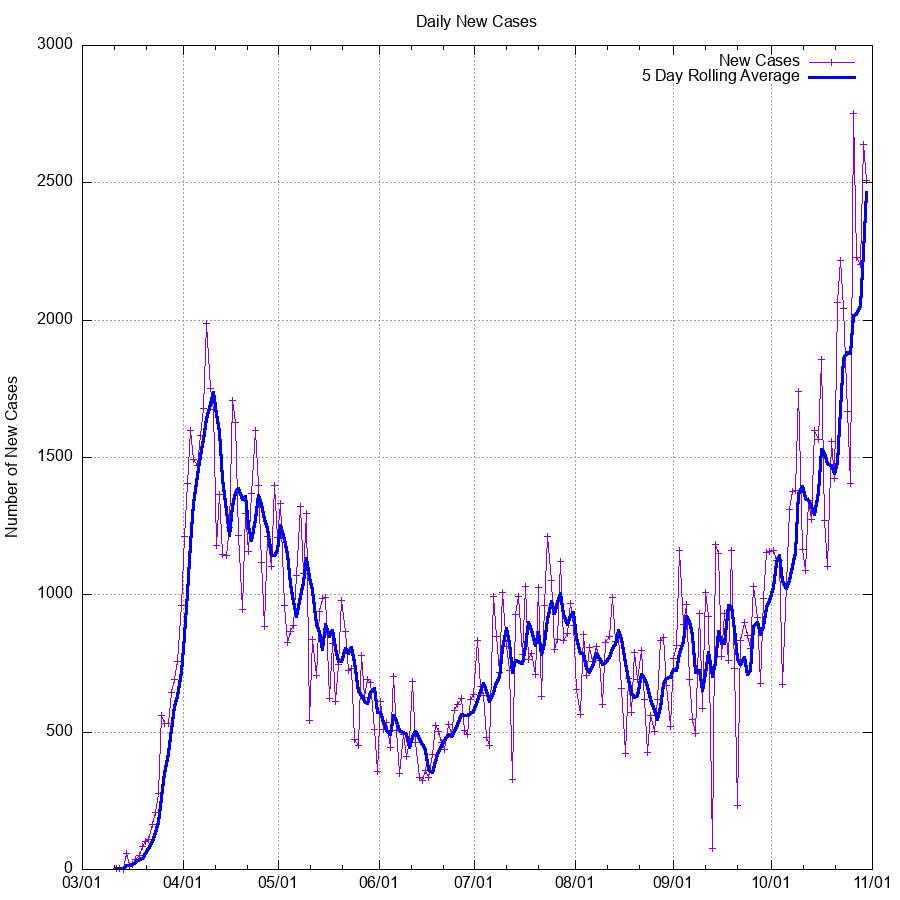 Daily New Cases
3000
New Cases
5 Day Rolling Average
2500
2000
1500
1000
500
0
Number of New Cases
03/01 04/01 05/01 06/01 07/01 08/01 09/01 10/01 11/01